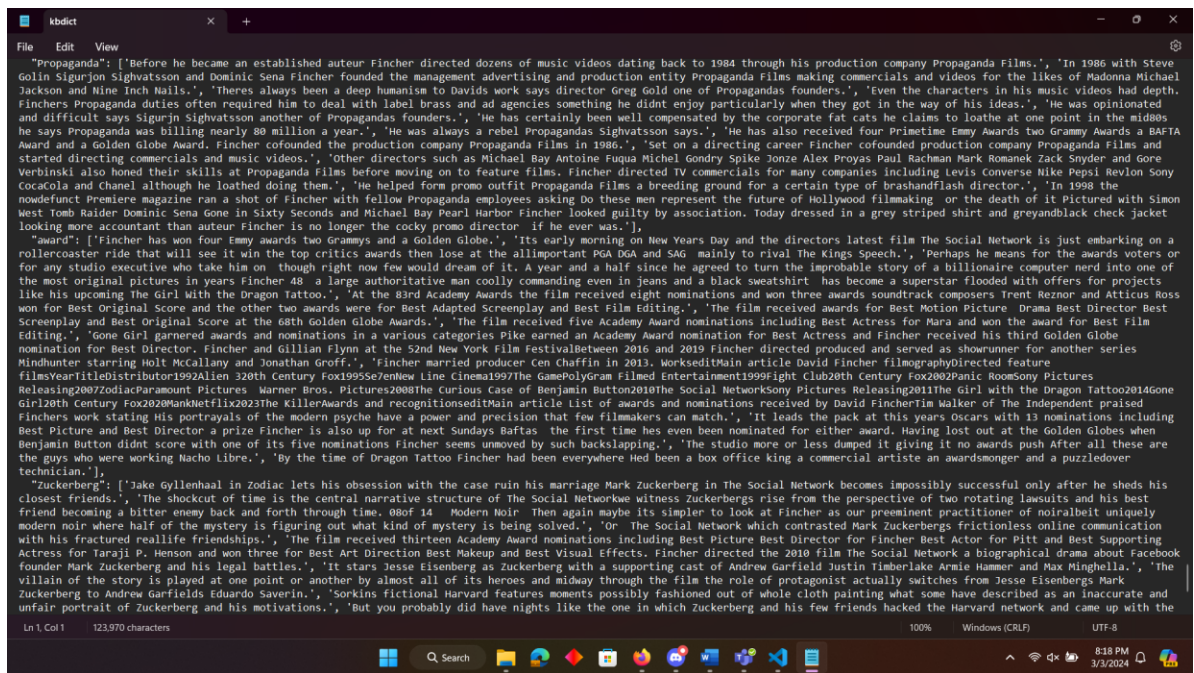 kbdict
File Edit View
"Propaganda": ['Before he became an established auteur Fincher directed dozens of music videos dating back to 1984 through his production company Propaganda Films.', 'In 1986 with Steve
Golin Sigurjon Sighvatsson and Dominic Sena Fincher founded the management advertising and production entity Propaganda Films making commercials and videos for the likes of Madonna Michael
Jackson and Nine Inch Nails.', 'Theres always been a deep humanism to Davids work says director Greg Gold one of Propagandas founders.', 'Even the characters in his music videos had depth.
Finchers Propaganda duties often required him to deal with label brass and ad agencies something he didnt enjoy particularly when they got in the way of his ideas.', 'He was opinionated
and difficult says Sigurjn Sighvatsson another of Propagandas founders.', 'He has certainly been well compensated by the corporate fat cats he claims to loathe at one point in the mid80s
he says Propaganda was billing nearly 80 million a year.', 'He was always a rebel Propagandas Sighvatsson says.', 'He has also received four Primetime Emmy Awards two Grammy Awards a BAFTA
Award and a Golden Globe Award. Fincher cofounded the production company Propaganda Films in 1986.', 'Set on a directing career Fincher cofounded production company Propaganda Films and
started directing commercials and music videos.', 'Other directors such as Michael Bay Antoine Fuqua Michel Gondry Spike Jonze Alex Proyas Paul Rachman Mark Romanek Zack Snyder and Gore
Verbinski also honed their skills at Propaganda Films before moving on to feature films. Fincher directed TV commercials for many companies including Levis Converse Nike Pepsi Revlon Sony
CocaCola and Chanel although he loathed doing them.', 'He helped form promo outfit Propaganda Films a breeding ground for a certain type of brashandflash director.', 'In 1998 the
nowdefunct Premiere magazine ran a shot of Fincher with fellow Propaganda employees asking Do these men represent the future of Hollywood filmmaking  or the death of it Pictured with Simon
West Tomb Raider Dominic Sena Gone in Sixty Seconds and Michael Bay Pearl Harbor Fincher looked guilty by association. Today dressed in a grey striped shirt and greyandblack check jacket
looking more accountant than auteur Fincher is no longer the cocky promo director  if he ever was.'],
"award": ['Fincher has won four Emmy awards two Grammys and a Golden Globe.', 'Its early morning on New Years Day and the directors latest film The Social Network is just embarking on a
rollercoaster ride that will see it win the top critics awards then lose at the allimportant PGA DGA and SAG  mainly to rival The Kings Speech.', 'Perhaps he means for the awards voters or
for any studio executive who take him on  though right now few would dream of it. A year and a half since he agreed to turn the improbable story of a billionaire computer nerd into one of
the most original pictures in years Fincher 48  a large authoritative man coolly commanding even in jeans and a black sweatshirt  has become a superstar flooded with offers for projects
like his upcoming The Girl With the Dragon Tattoo.', 'At the 83rd Academy Awards the film received eight nominations and won three awards soundtrack composers Trent Reznor and Atticus Ross
won for Best Original Score and the other two awards were for Best Adapted Screenplay and Best Film Editing.', 'The film received awards for Best Motion Picture  Drama Best Director Best
Screenplay and Best Original Score at the 68th Golden Globe Awards.', 'The film received five Academy Award nominations including Best Actress for Mara and won the award for Best Film
Editing.', 'Gone Girl garnered awards and nominations in a various categories Pike earned an Academy Award nomination for Best Actress and Fincher received his third Golden Globe
nomination for Best Director. Fincher and Gillian Flynn at the 52nd New York Film FestivalBetween 2016 and 2019 Fincher directed produced and served as showrunner for another series
Mindhunter starring Holt McCallany and Jonathan Groff.', 'Fincher married producer Cen Chaffin in 2013. WorkseditMain article David Fincher filmographyDirected feature
filmsYearTitleDistributor1992Alien 320th Century Fox1995Se7enNew Line Cinema1997The GamePolyGram Filmed Entertainment1999Fight Club20th Century Fox2002Panic RoomSony Pictures
Releasing2007ZodiacParamount Pictures  Warner Bros. Pictures2008The Curious Case of Benjamin Button2010The Social NetworkSony Pictures Releasing2011The Girl with the Dragon Tattoo2014Gone
Girl20th Century Fox2020MankNetflix2023The KillerAwards and recognitionseditMain article List of awards and nominations received by David FincherTim Walker of The Independent praised
Finchers work stating His portrayals of the modern psyche have a power and precision that few filmmakers can match.', 'It leads the pack at this years Oscars with 13 nominations including
Best Picture and Best Director a prize Fincher is also up for at next Sundays Baftas  the first time hes even been nominated for either award. Having lost out at the Golden Globes when
Benjamin Button didnt score with one of its five nominations Fincher seems unmoved by such backslapping.', 'The studio more or less dumped it giving it no awards push After all these are
the guys who were working Nacho Libre.', 'By the time of Dragon Tattoo Fincher had been everywhere Hed been a box office king a commercial artiste an awardsmonger and a puzzledover
technician.'],
"Zuckerberg": ['Jake Gyllenhaal in Zodiac lets his obsession with the case ruin his marriage Mark Zuckerberg in The Social Network becomes impossibly successful only after he sheds his
closest friends.', 'The shockcut of time is the central narrative structure of The Social Networkwe witness Zuckerbergs rise from the perspective of two rotating lawsuits and his best
friend becoming a bitter enemy back and forth through time. 08of 14   Modern Noir  Then again maybe its simpler to look at Fincher as our preeminent practitioner of noiralbeit uniquely
modern noir where half of the mystery is figuring out what kind of mystery is being solved.', 'Or  The Social Network which contrasted Mark Zuckerbergs frictionless online communication
with his fractured reallife friendships.', 'The film received thirteen Academy Award nominations including Best Picture Best Director for Fincher Best Actor for Pitt and Best Supporting
Actress for Taraji P. Henson and won three for Best Art Direction Best Makeup and Best Visual Effects. Fincher directed the 2010 film The Social Network a biographical drama about Facebook
founder Mark Zuckerberg and his legal battles.', 'It stars Jesse Eisenberg as Zuckerberg with a supporting cast of Andrew Garfield Justin Timberlake Armie Hammer and Max Minghella.', 'The
villain of the story is played at one point or another by almost all of its heroes and midway through the film the role of protagonist actually switches from Jesse Eisenbergs Mark
Zuckerberg to Andrew Garfields Eduardo Saverin.', 'Sorkins fictional Harvard features moments possibly fashioned out of whole cloth painting what some have described as an inaccurate and
unfair portrait of Zuckerberg and his motivations.', 'But you probably did have nights like the one in which Zuckerberg and his few friends hacked the Harvard network and came up with the
Ln 1, Col 1 123,970 characters 100% Windows (CRLF) UTF-8
Search 8:18 PM
3/3/2024